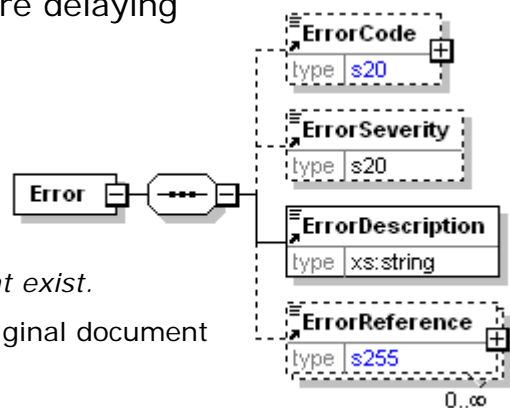 re delaying
ErrorCode
type s20
ErrorSeverity
type s20
Error
ErrorDescription
type xs:string
t exist.
ginal document
ErrorReference
type s255
0..∞